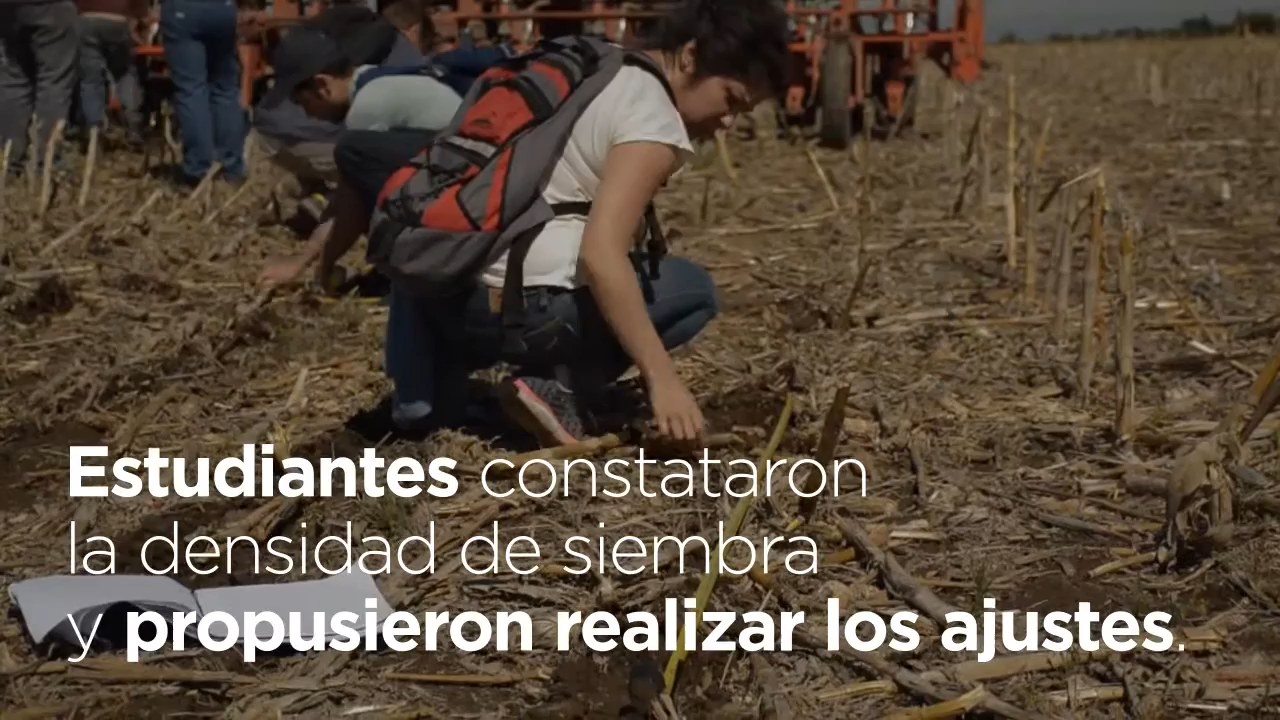 Estudiantes constataron
la densidad de siembra
y propusieron realizar los ajustes.